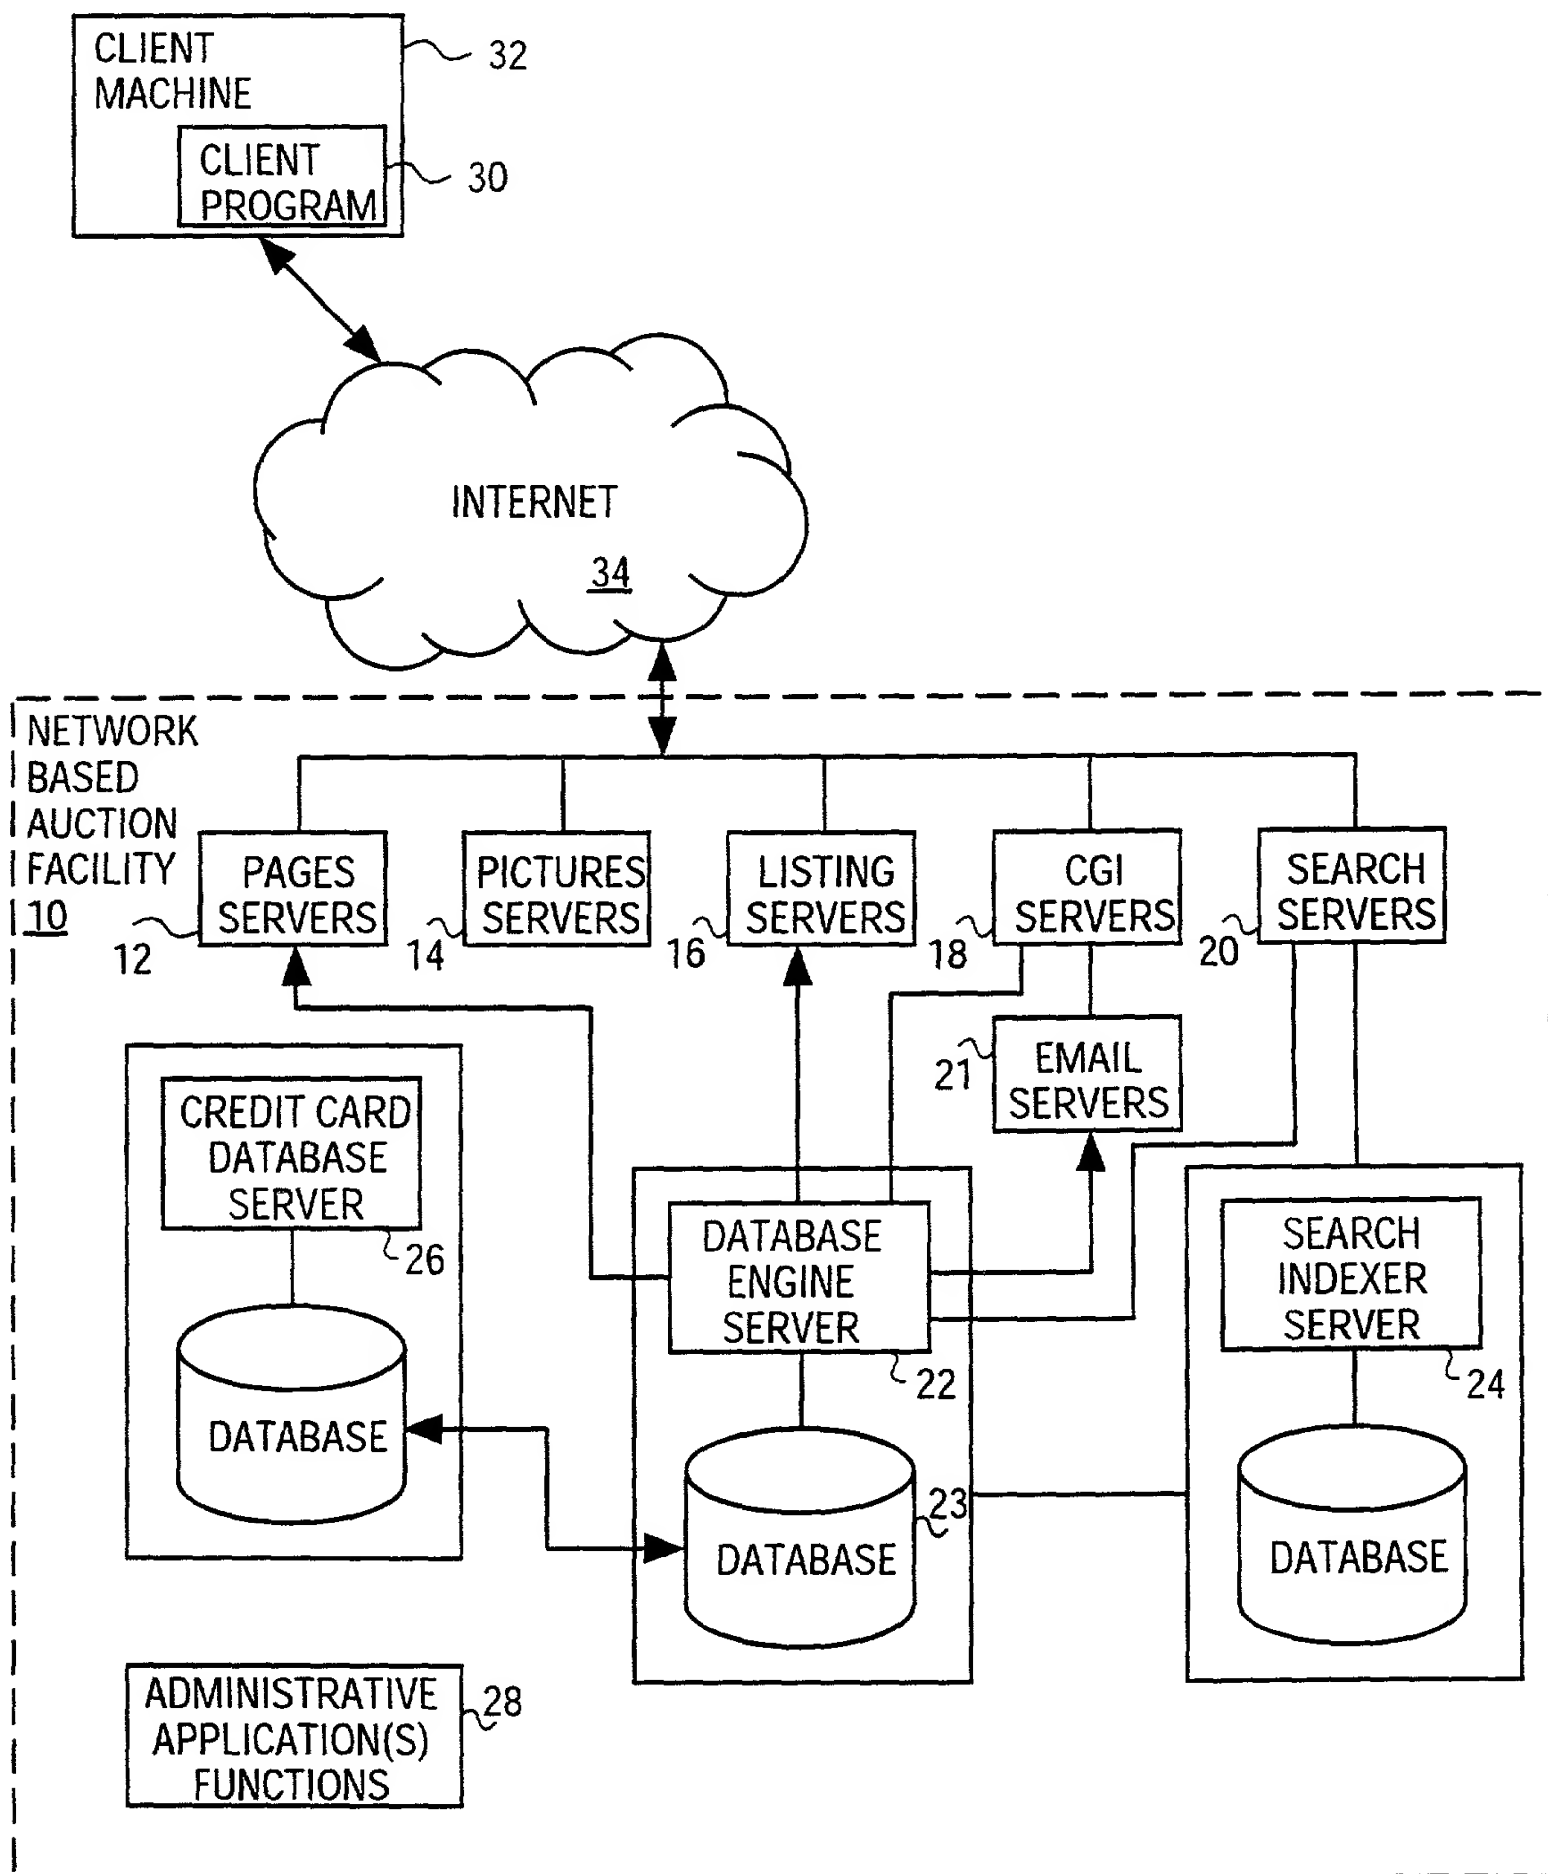 CLIENT
MACHINE
32
CLIENT
PROGRAM
30
INTERNET
34
NETWORK
BASED
AUCTION
FACILITY
10
PAGES
SERVERS
12
PICTURES
SERVERS
14
LISTING
SERVERS
16
CGI
SERVERS
18
SEARCH
SERVERS
20
EMAIL
SERVERS
21
CREDIT CARD
DATABASE
SERVER
26
DATABASE
DATABASE
ENGINE
SERVER
22
DATABASE
23
SEARCH
INDEXER
SERVER
24
DATABASE
ADMINISTRATIVE
APPLICATION(S)
FUNCTIONS
28